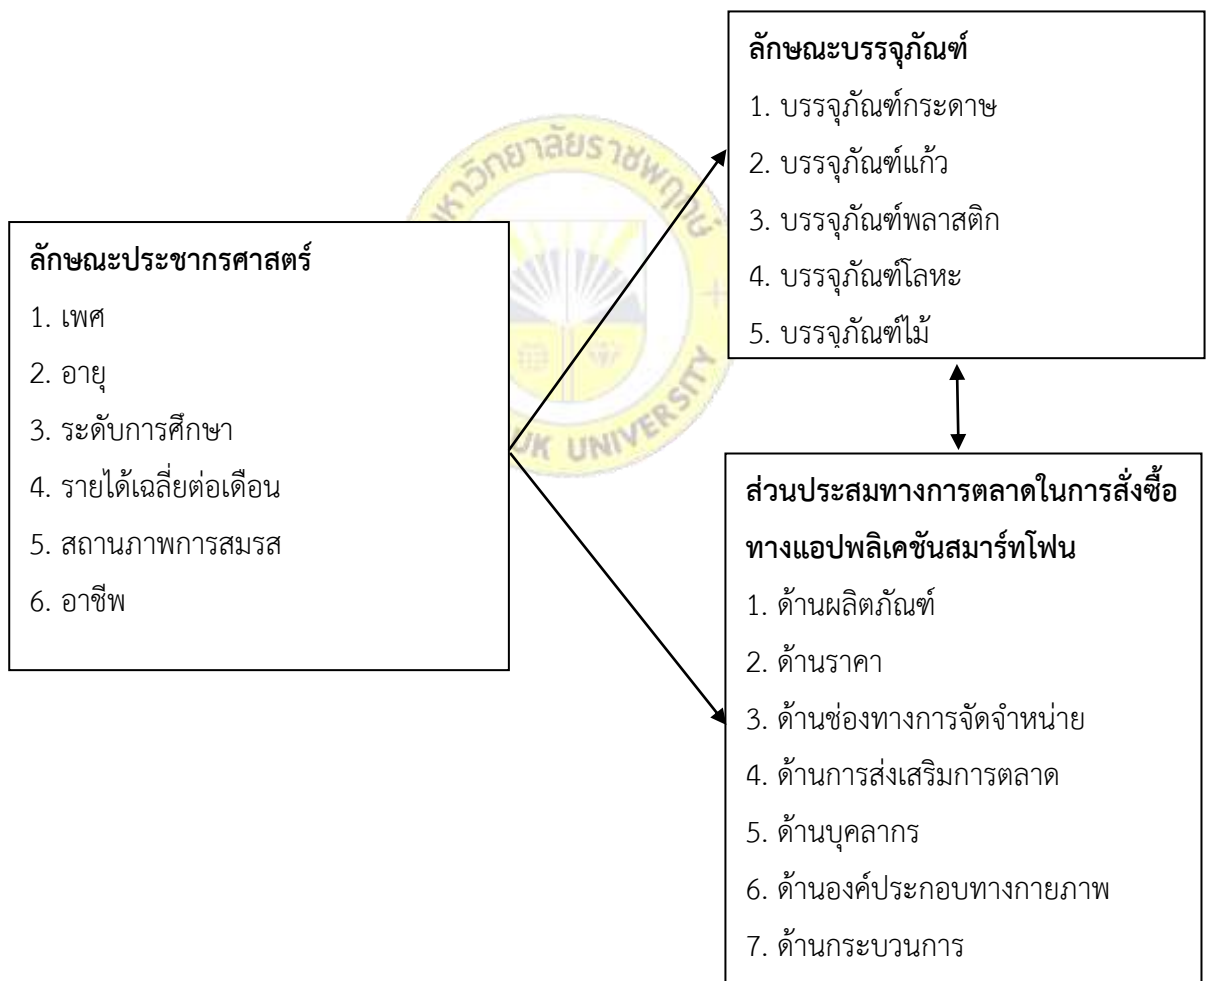 ลักษณะบรรจุภัณฑ์
1. บรรจุภัณฑ์กระดาษ
2. บรรจุภัณฑ์แก้ว
3. บรรจุภัณฑ์พลาสติก
4. บรรจุภัณฑ์โลหะ
5. บรรจุภัณฑ์ไม้
ลักษณะประชากรศาสตร์
1. เพศ
2. อายุ
3. ระดับการศึกษา
4. รายได้เฉลี่ยต่อเดือน
5. สถานภาพการสมรส
6. อาชีพ
ส่วนประสมทางการตลาดในการสั่งซื้อ
ทางแอปพลิเคชันสมาร์ทโฟน
1. ด้านผลิตภัณฑ์
2. ด้านราคา
3. ด้านช่องทางการจัดจำหน่าย
4. ด้านการส่งเสริมการตลาด
5. ด้านบุคลากร
6. ด้านองค์ประกอบทางกายภาพ
7. ด้านกระบวนการ